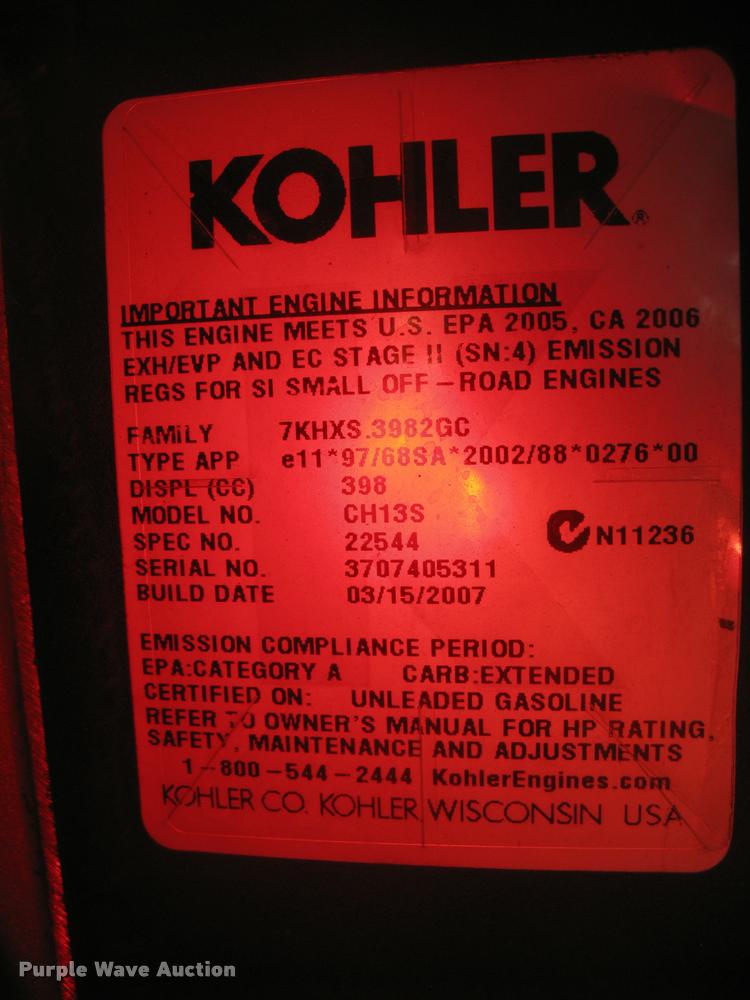 KOHLER®
IMPORTANT ENGINE INFORMATION
THIS ENGINE MEETS U.S. EPA 2005, CA 2006
EXH/EVP AND EC STAGE II (SN:4) EMISSION
REGS FOR SI SMALL OFF-ROAD ENGINES
FAMILY 7KHXS.3982GC
TYPE APP e11*97/68SA*2002/88*0276*00
DISPL (CC) 398
MODEL NO. CH13S
SPEC NO. 22544
N11236
SERIAL NO. 3707405311
BUILD DATE 03/15/2007
EMISSION COMPLIANCE PERIOD:
EPA:CATEGORY A CARB:EXTENDED
CERTIFIED ON: UNLEADED GASOLINE
REFER TO OWNER'S MANUAL FOR HP RATING,
SAFETY, MAINTENANCE AND ADJUSTMENTS
1-800-544-2444 KohlerEngines.com
KOHLER CO. KOHLER WISCONSIN USA
Purple Wave Auction